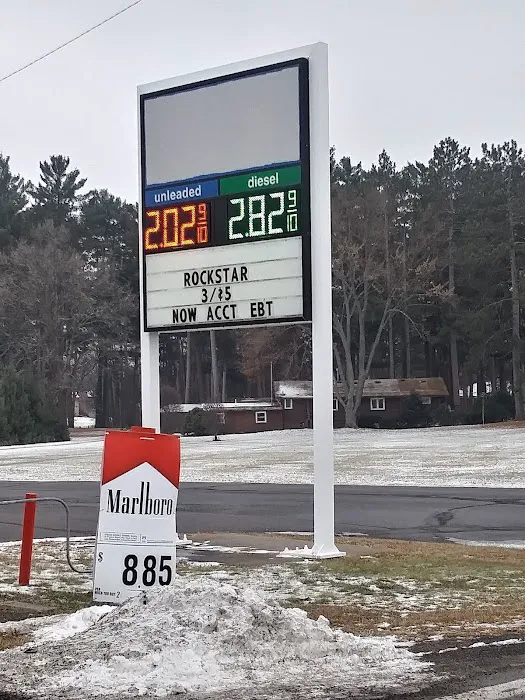 unleaded
diesel
2.02 9/10
2.82 9/10
ROCKSTAR
3/$5
NOW ACCT EBT
Marlboro
$ 885